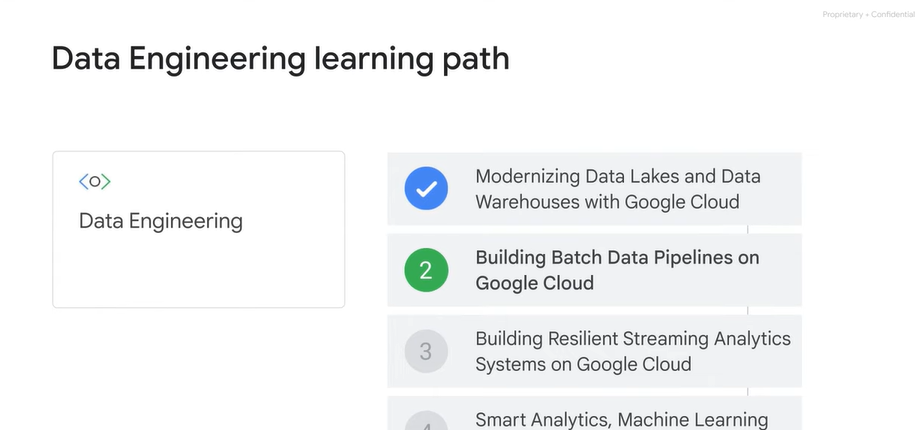 Proprietary + Confidential
Data Engineering learning path
Data Engineering
Modernizing Data Lakes and Data
Warehouses with Google Cloud
2
Building Batch Data Pipelines on
Google Cloud
3
Building Resilient Streaming Analytics
Systems on Google Cloud
4
Smart Analytics, Machine Learning